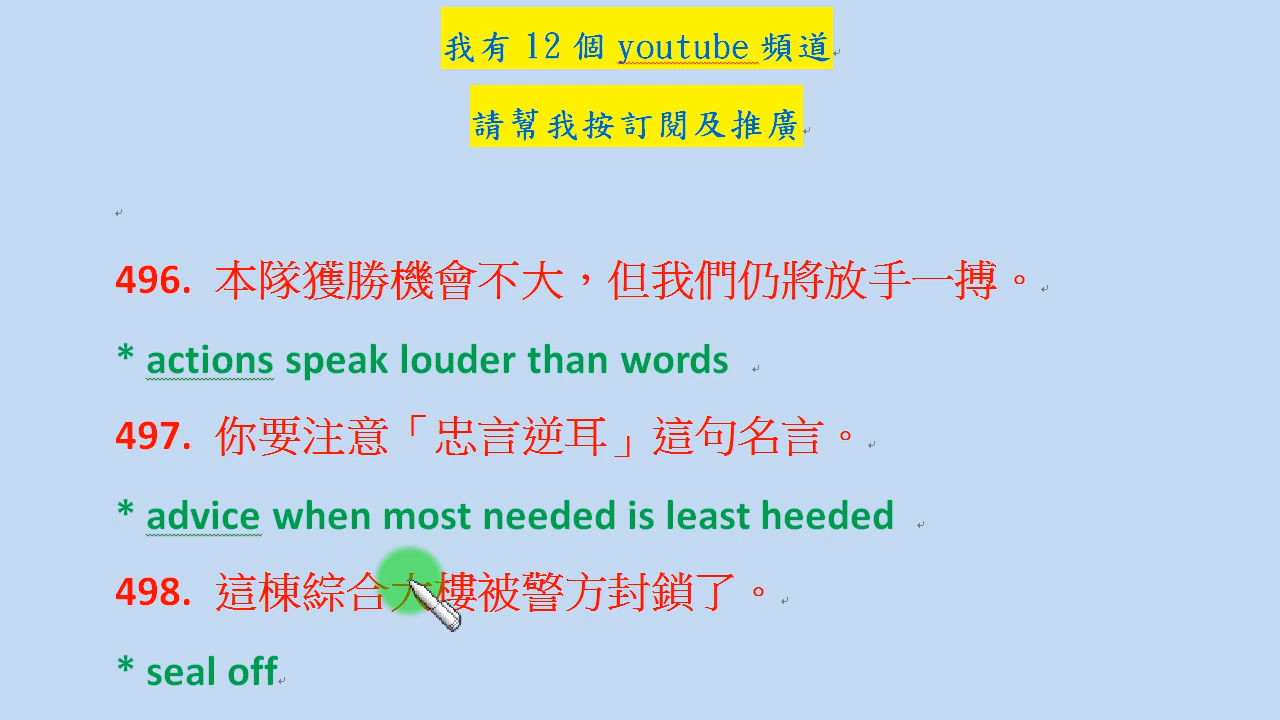 我有 12 個 youtube 頻道
請幫我按訂閱及推廣
496. 本隊獲勝機會不大，但我們仍將放手一搏。
* actions speak louder than words
497. 你要注意「忠言逆耳」這句名言。
* advice when most needed is least heeded
498. 這棟綜合大樓被警方封鎖了。
* seal off